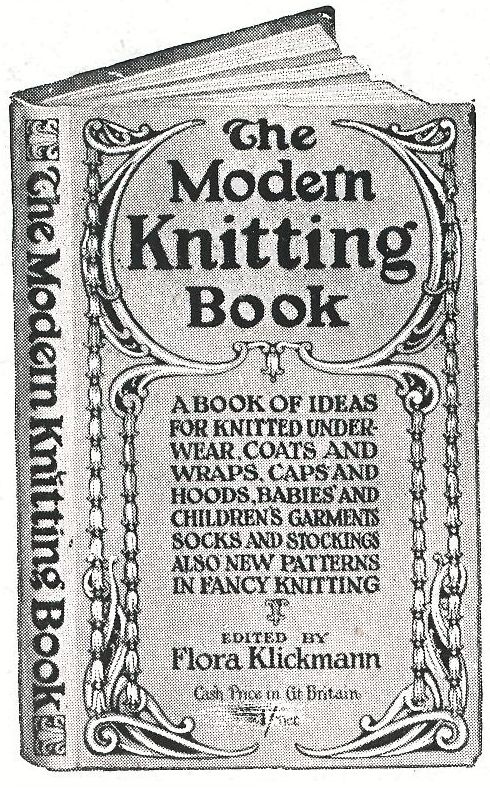 The
Modern
Knitting
Book
A BOOK OF IDEAS
FOR KNITTED UNDER-
WEAR, COATS AND
WRAPS, CAPS AND
HOODS, BABIES' AND
CHILDREN'S GARMENTS
SOCKS AND STOCKINGS
ALSO NEW PATTERNS
IN FANCY KNITTING
EDITED BY
Flora Klickmann
Cash Price in Gt Britain
1/ net
The Modern Knitting Book